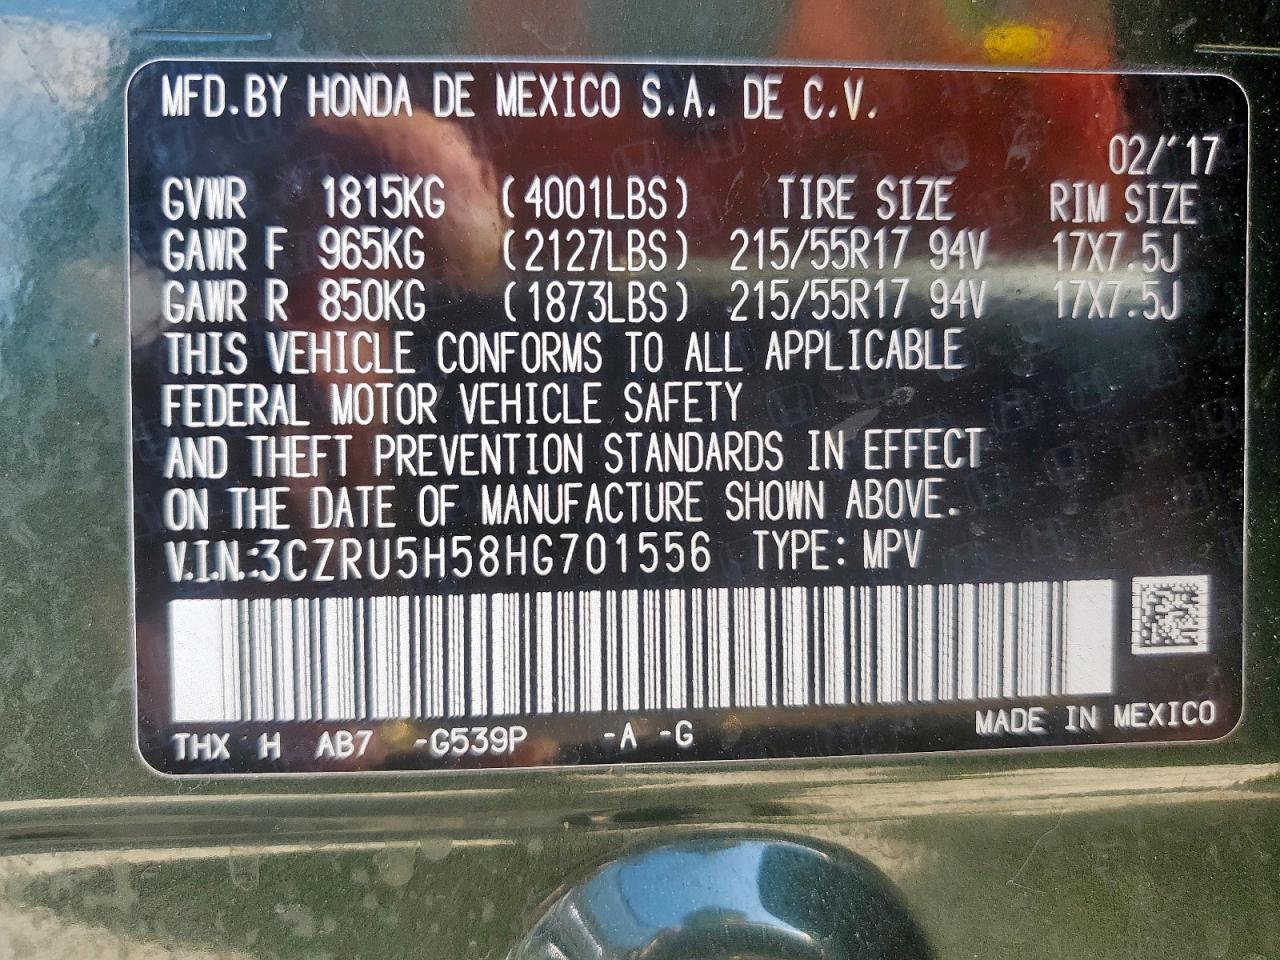 MFD.BY HONDA DE MEXICO S.A. DE C.V.
02/'17
GVWR 1815KG (4001LBS) TIRE SIZE RIM SIZE
GAWR F 965KG (2127LBS) 215/55R17 94V 17X7.5J
GAWR R 850KG (1873LBS) 215/55R17 94V 17X7.5J
THIS VEHICLE CONFORMS TO ALL APPLICABLE
FEDERAL MOTOR VEHICLE SAFETY
AND THEFT PREVENTION STANDARDS IN EFFECT
ON THE DATE OF MANUFACTURE SHOWN ABOVE.
V.I.N.:3CZRU5H58HG701556 TYPE: MPV
THX H AB7 -G539P -A -G MADE IN MEXICO